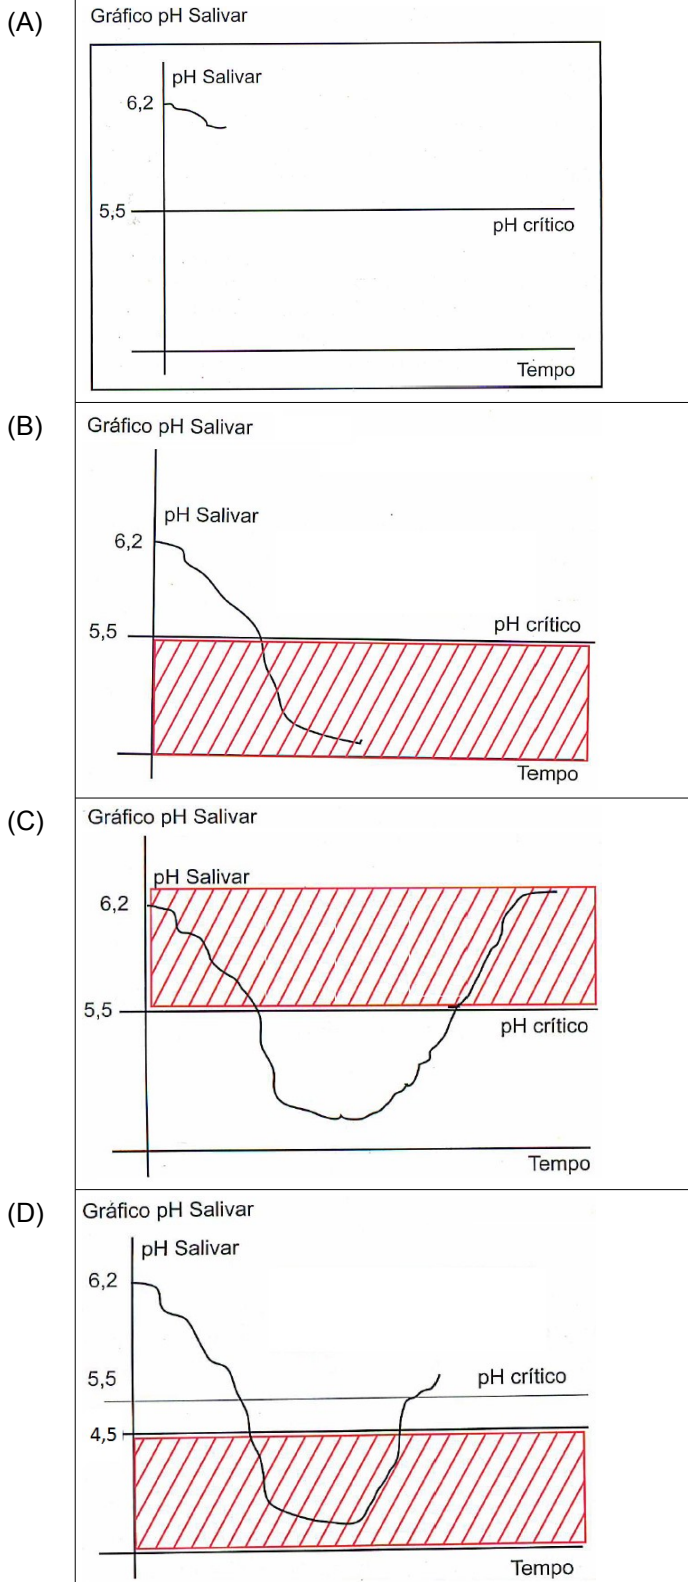 (A)
Gráfico pH Salivar
pH Salivar
6,2
5,5
pH crítico
Tempo
(B)
Gráfico pH Salivar
pH Salivar
6,2
5,5
pH crítico
Tempo
(C)
Gráfico pH Salivar
pH Salivar
6,2
5,5
pH crítico
Tempo
(D)
Gráfico pH Salivar
pH Salivar
6,2
5,5
pH crítico
4,5
Tempo